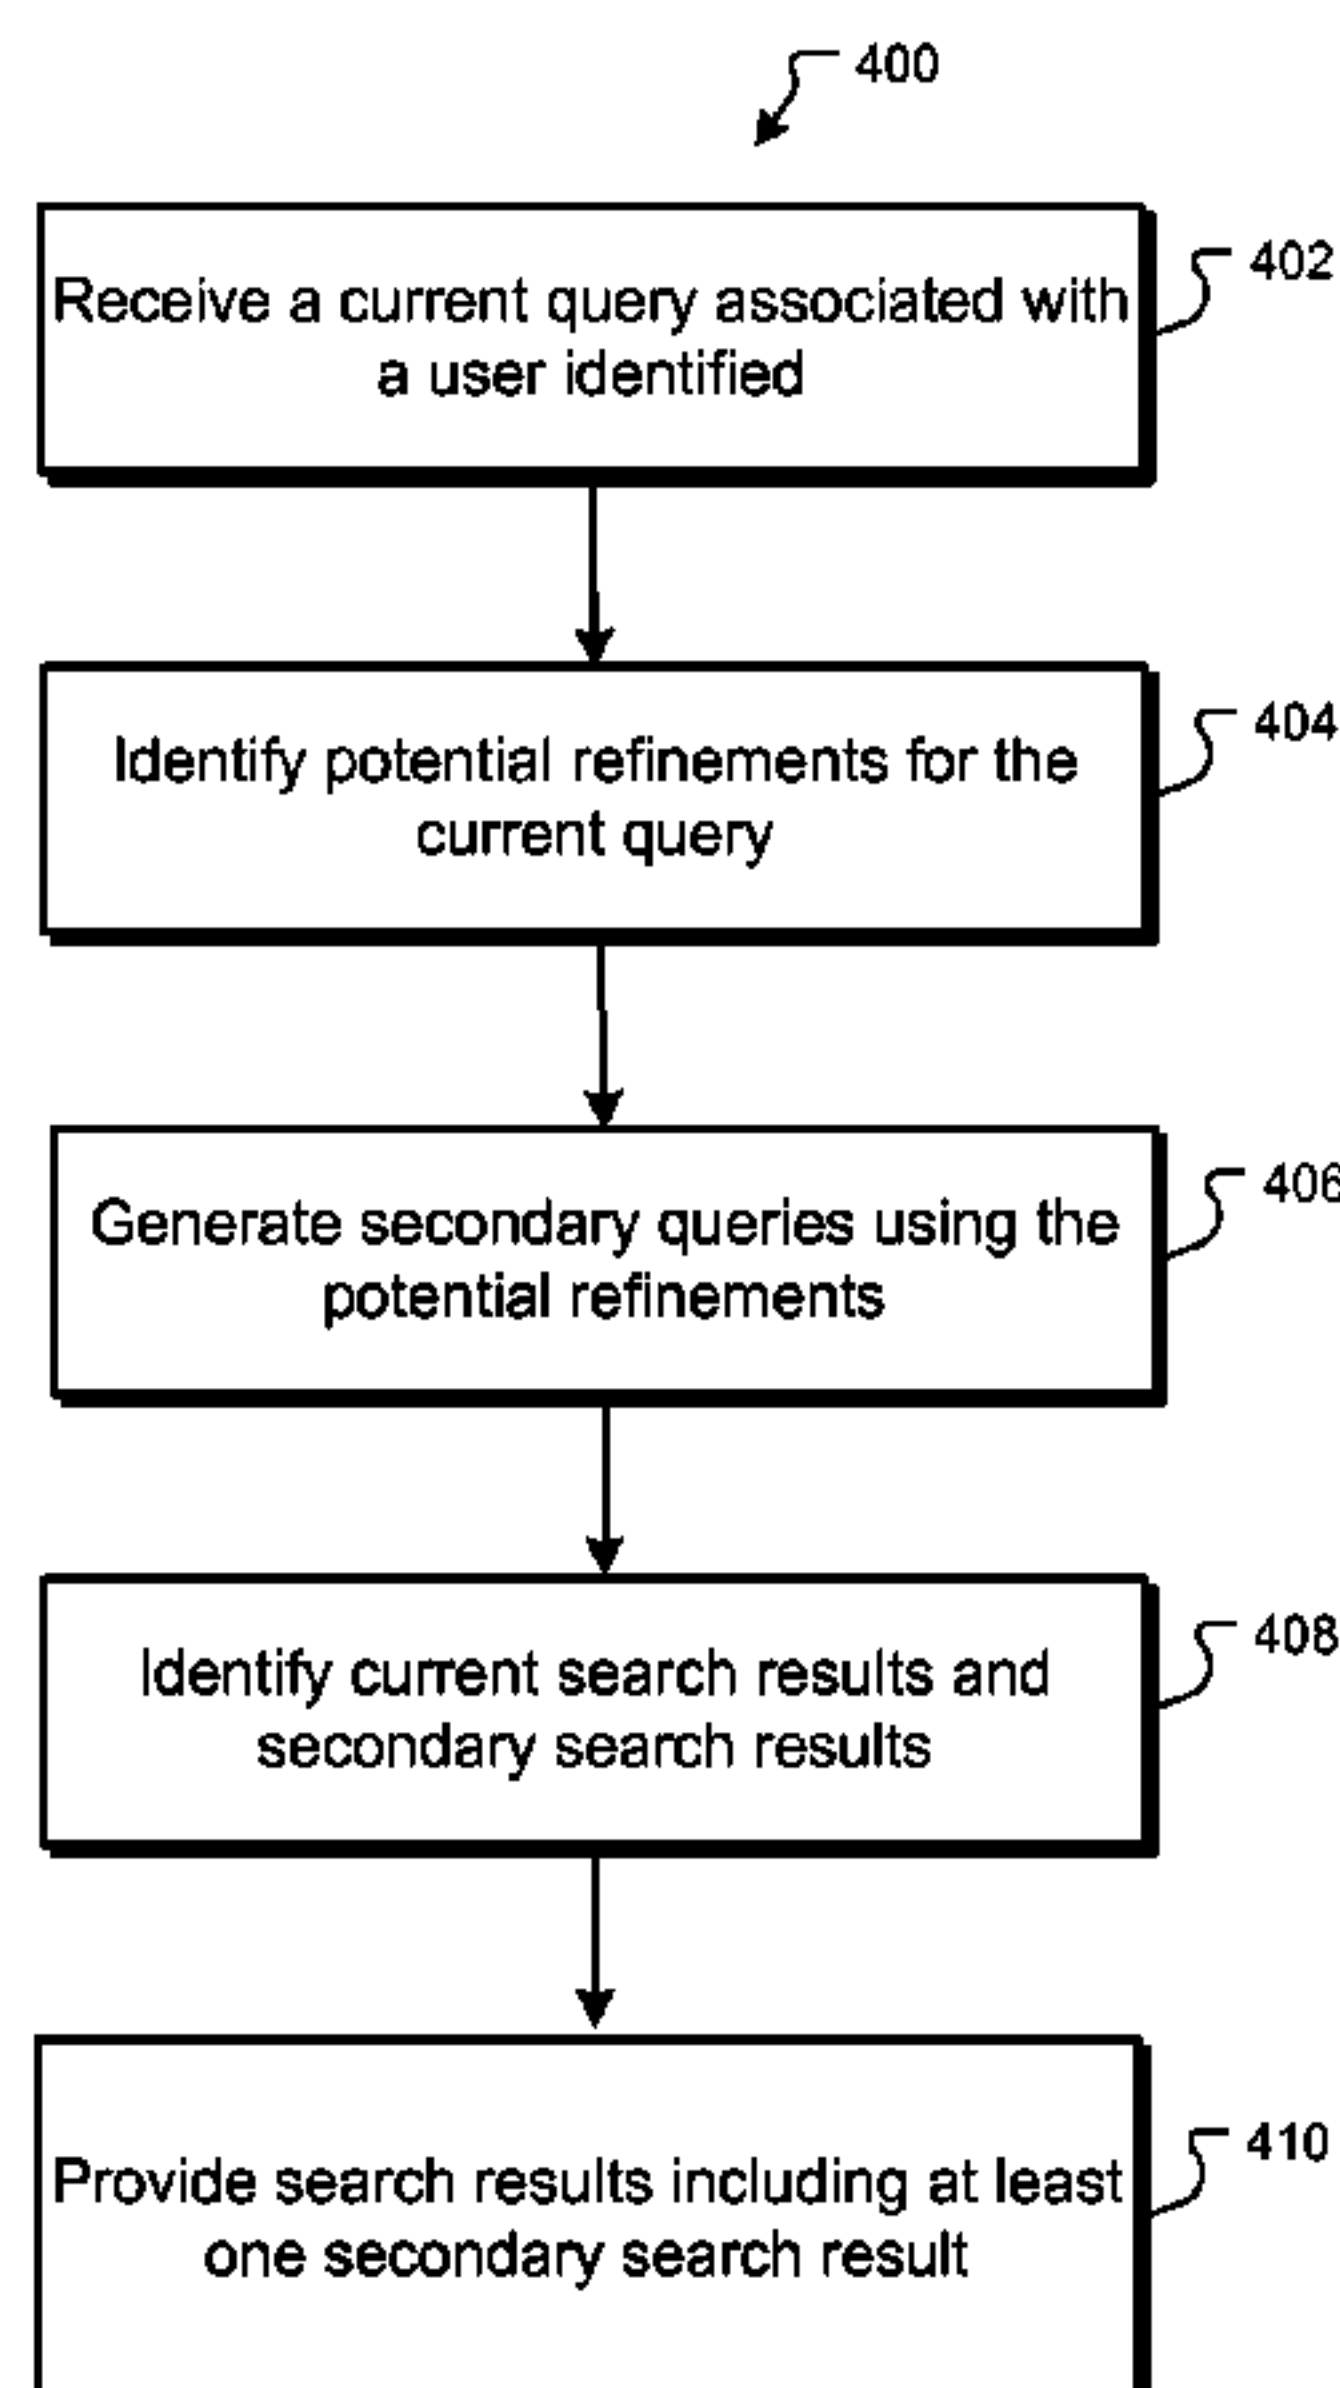 400
Receive a current query associated with
a user identified
402
Identify potential refinements for the
current query
404
Generate secondary queries using the
potential refinements
406
Identify current search results and
secondary search results
408
Provide search results including at least
one secondary search result
410